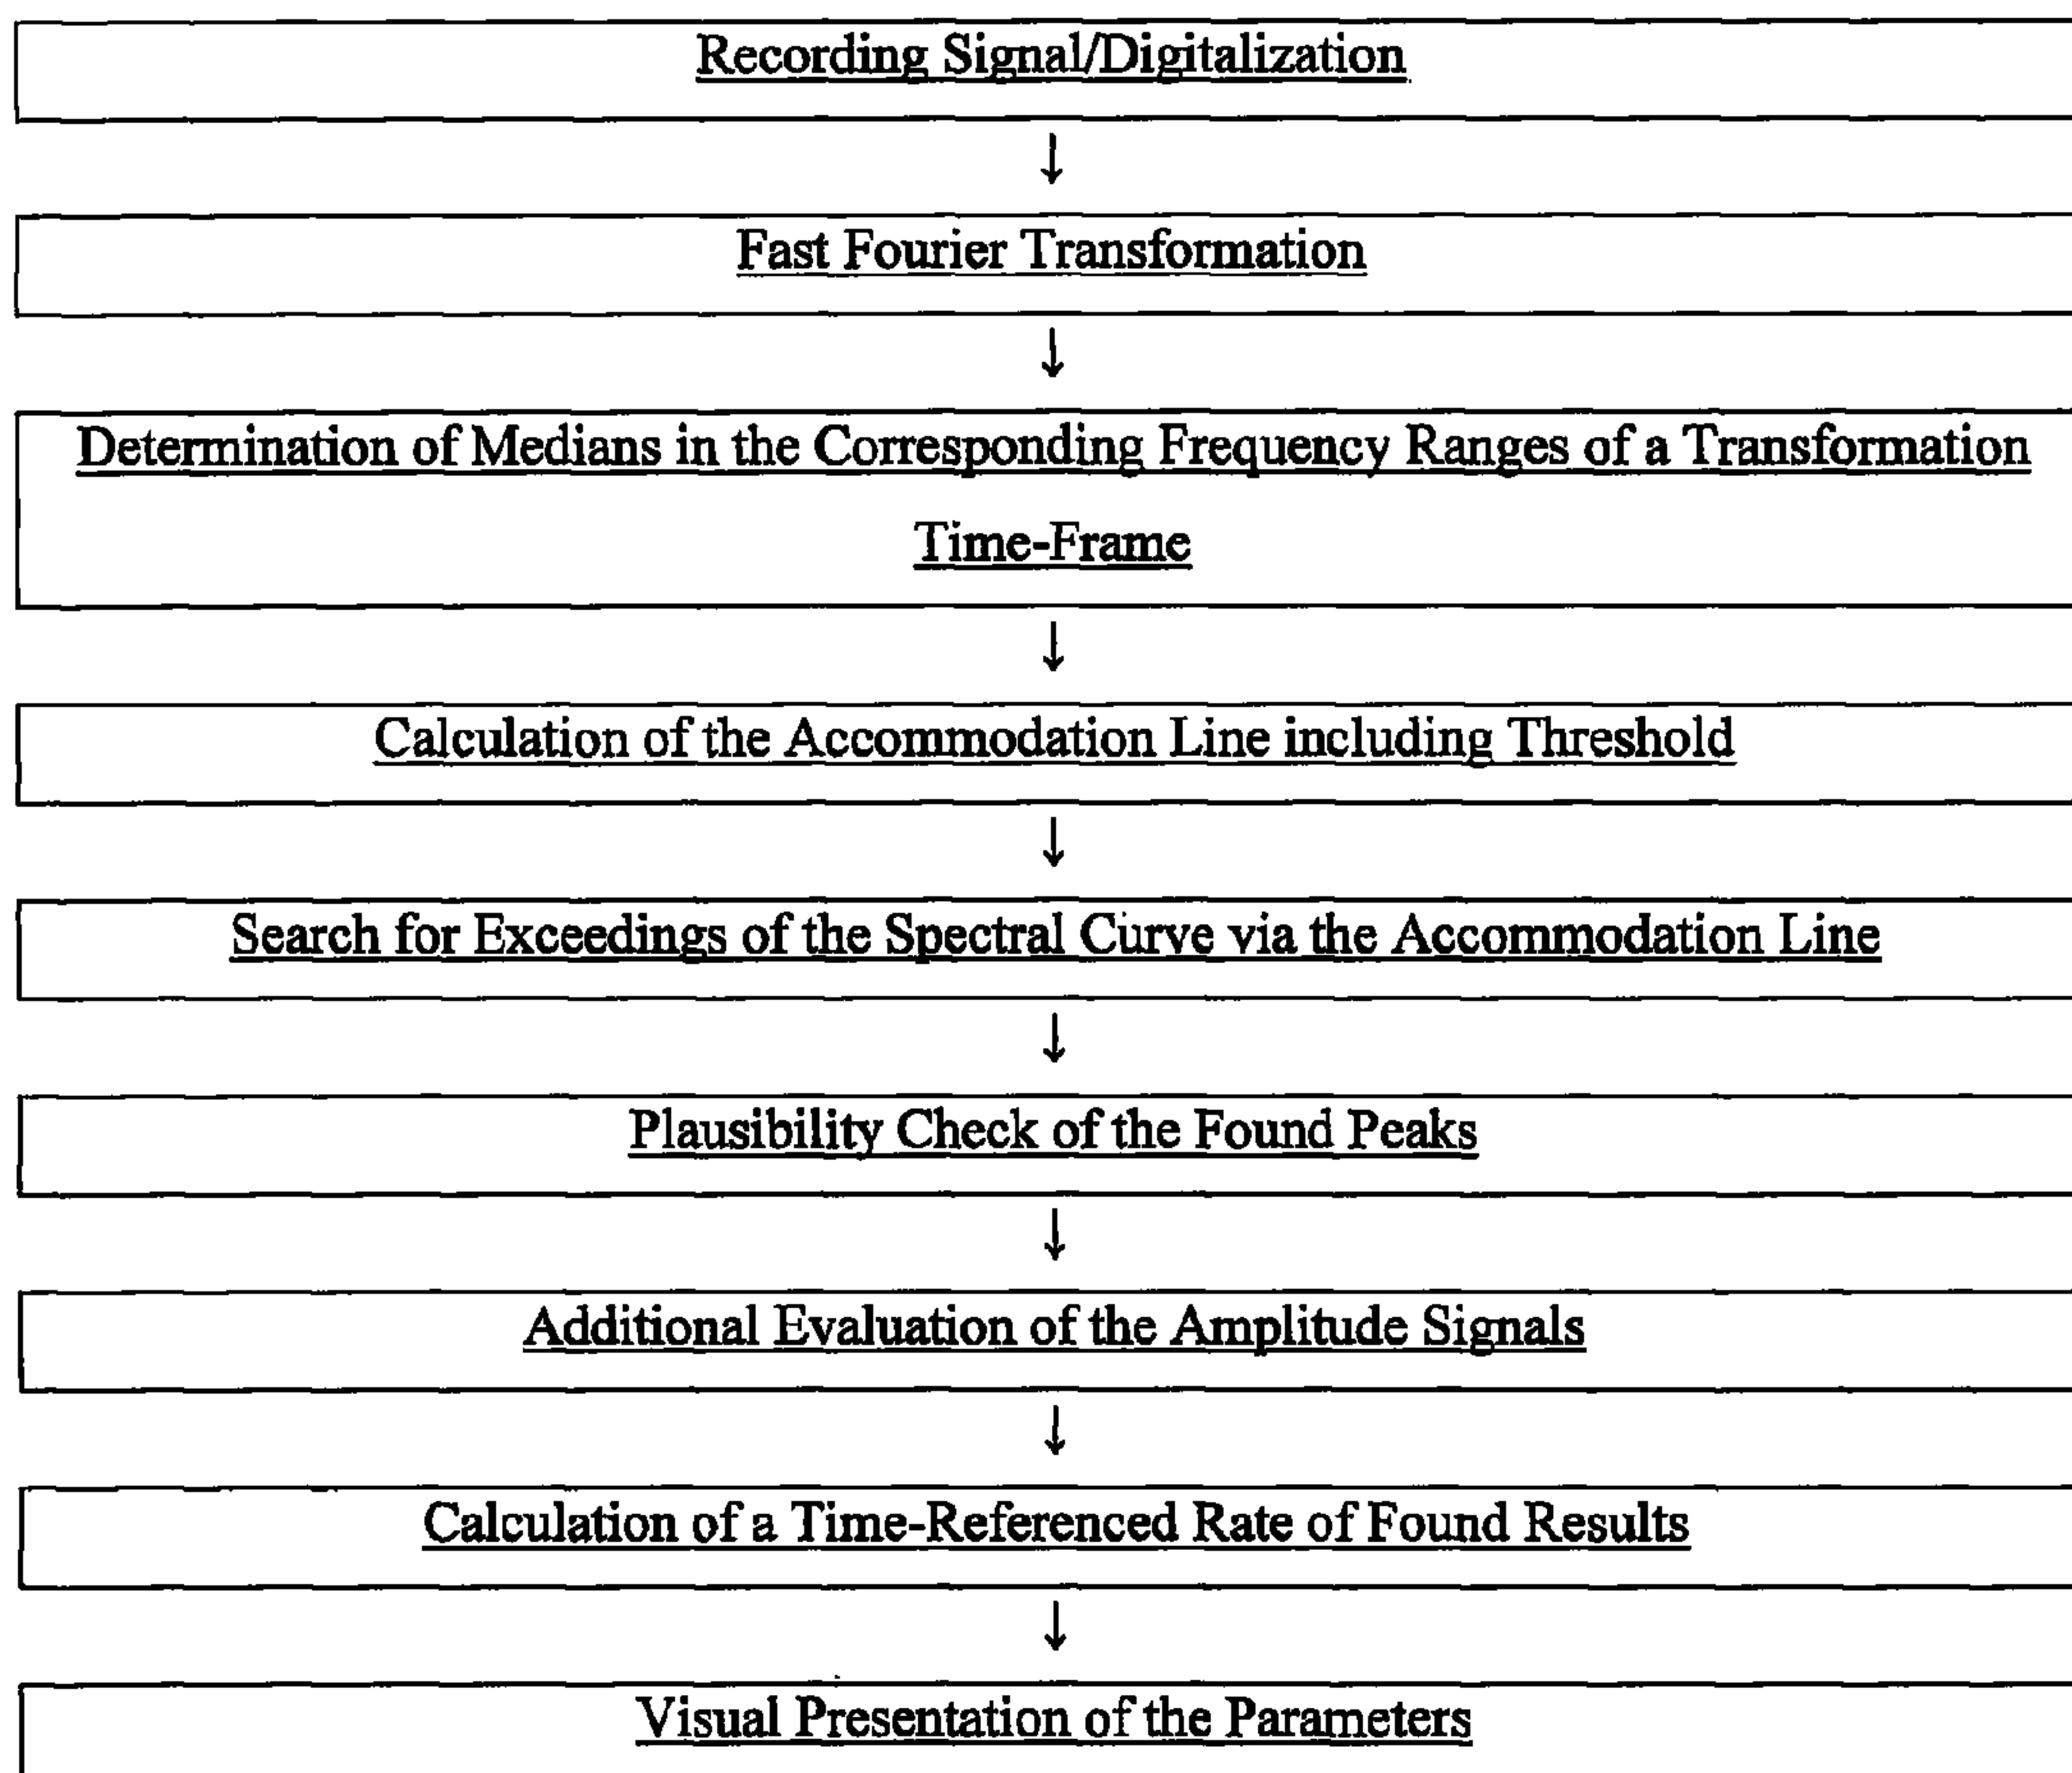 Recording Signal/Digitalization
↓
Fast Fourier Transformation
↓
Determination of Medians in the Corresponding Frequency Ranges of a Transformation
Time-Frame
↓
Calculation of the Accommodation Line including Threshold
↓
Search for Exceedings of the Spectral Curve via the Accommodation Line
↓
Plausibility Check of the Found Peaks
↓
Additional Evaluation of the Amplitude Signals
↓
Calculation of a Time-Referenced Rate of Found Results
↓
Visual Presentation of the Parameters